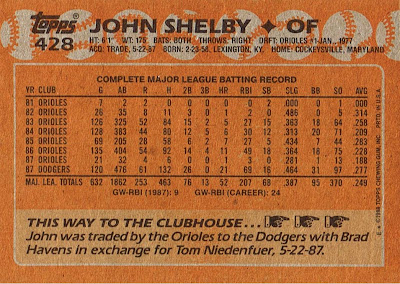 topps JOHN SHELBY ✦ OF
428 HT: 6'1" WT: 175 BATS: BOTH THROWS: RIGHT DRFT: ORIOLES #1-JAN., 1977
ACQ: TRADE, 5-22-87 BORN: 2-23-58, LEXINGTON, KY. HOME: COCKEYSVILLE, MARYLAND
COMPLETE MAJOR LEAGUE BATTING RECORD
YR CLUB G AB R H 2B 3B HR RBI SB SLG BB SO AVG
81 ORIOLES 7 2 2 0 0 0 0 0 2 .000 0 1 .000
82 ORIOLES 26 35 8 11 3 0 1 2 0 .486 0 5 .314
83 ORIOLES 126 325 52 84 15 2 5 27 15 .363 18 64 .258
84 ORIOLES 128 383 44 80 12 5 6 30 12 .313 20 71 .209
85 ORIOLES 69 205 28 58 6 2 7 27 5 .434 7 44 .283
86 ORIOLES 135 404 54 92 14 4 11 49 18 .364 18 75 .228
87 ORIOLES 21 32 4 6 0 0 1 3 0 .281 1 13 .188
87 DODGERS 120 476 61 132 26 0 21 69 16 .464 31 97 .277
MAJ. LEA. TOTALS 632 1862 253 463 76 13 52 207 68 .387 95 370 .249
GW-RBI (1987): 9 GW-RBI (CAREER): 24
THIS WAY TO THE CLUBHOUSE...
John was traded by the Orioles to the Dodgers with Brad
Havens in exchange for Tom Niedenfuer, 5-22-87.